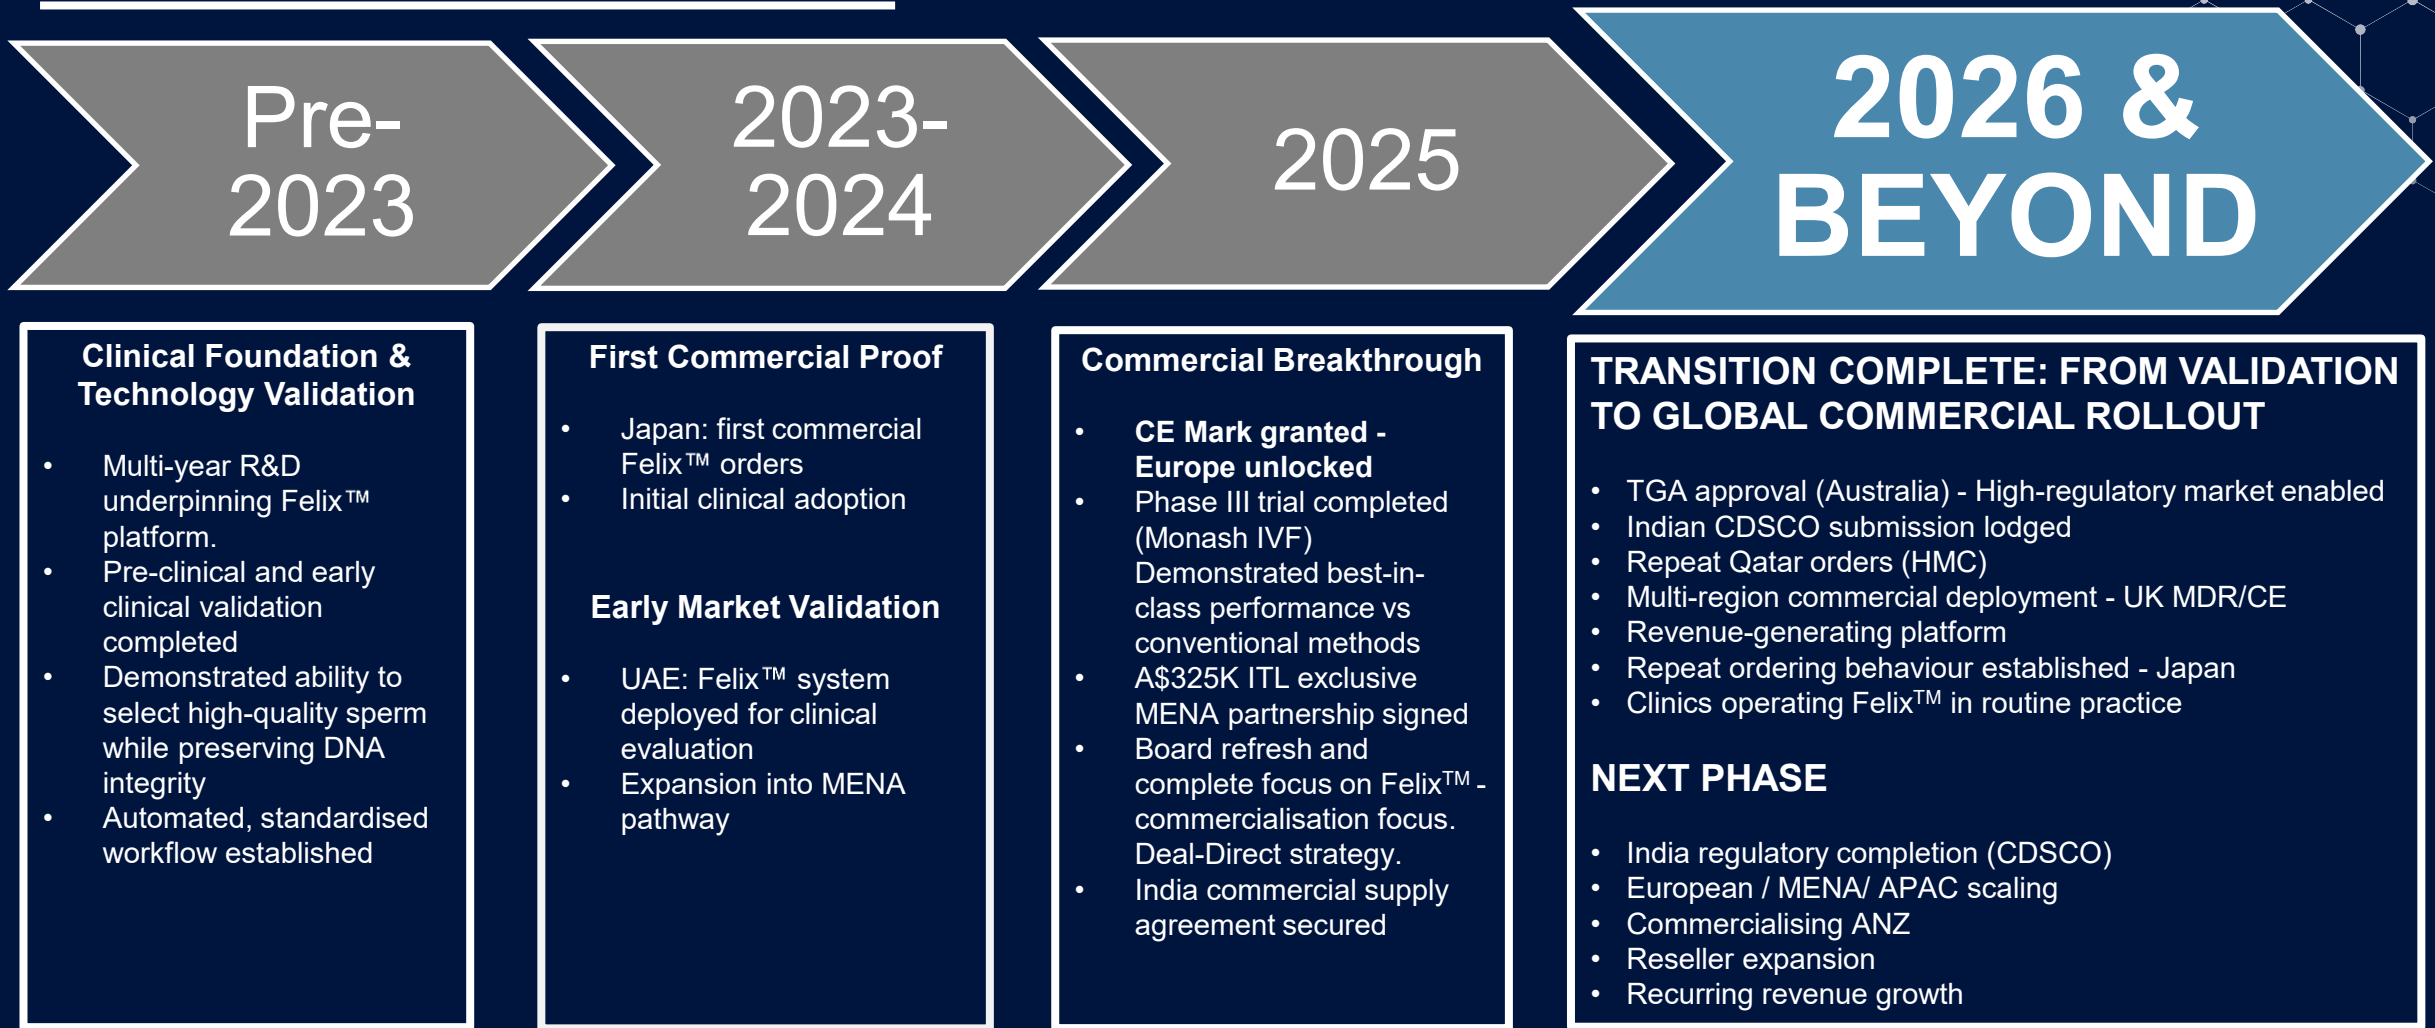 Pre-
2023
2023-
2024
2025
2026 &
BEYOND
Clinical Foundation &
Technology Validation
• Multi-year R&D
underpinning Felix™
platform.
• Pre-clinical and early
clinical validation
completed
• Demonstrated ability to
select high-quality sperm
while preserving DNA
integrity
• Automated, standardised
workflow established
First Commercial Proof
• Japan: first commercial
Felix™ orders
• Initial clinical adoption
Early Market Validation
• UAE: Felix™ system
deployed for clinical
evaluation
• Expansion into MENA
pathway
Commercial Breakthrough
• CE Mark granted -
Europe unlocked
• Phase III trial completed
(Monash IVF)
Demonstrated best-in-
class performance vs
conventional methods
• A$325K ITL exclusive
MENA partnership signed
• Board refresh and
complete focus on Felix™ -
commercialisation focus.
Deal-Direct strategy.
• India commercial supply
agreement secured
TRANSITION COMPLETE: FROM VALIDATION
TO GLOBAL COMMERCIAL ROLLOUT
• TGA approval (Australia) - High-regulatory market enabled
• Indian CDSCO submission lodged
• Repeat Qatar orders (HMC)
• Multi-region commercial deployment - UK MDR/CE
• Revenue-generating platform
• Repeat ordering behaviour established - Japan
• Clinics operating Felix™ in routine practice
NEXT PHASE
• India regulatory completion (CDSCO)
• European / MENA/ APAC scaling
• Commercialising ANZ
• Reseller expansion
• Recurring revenue growth